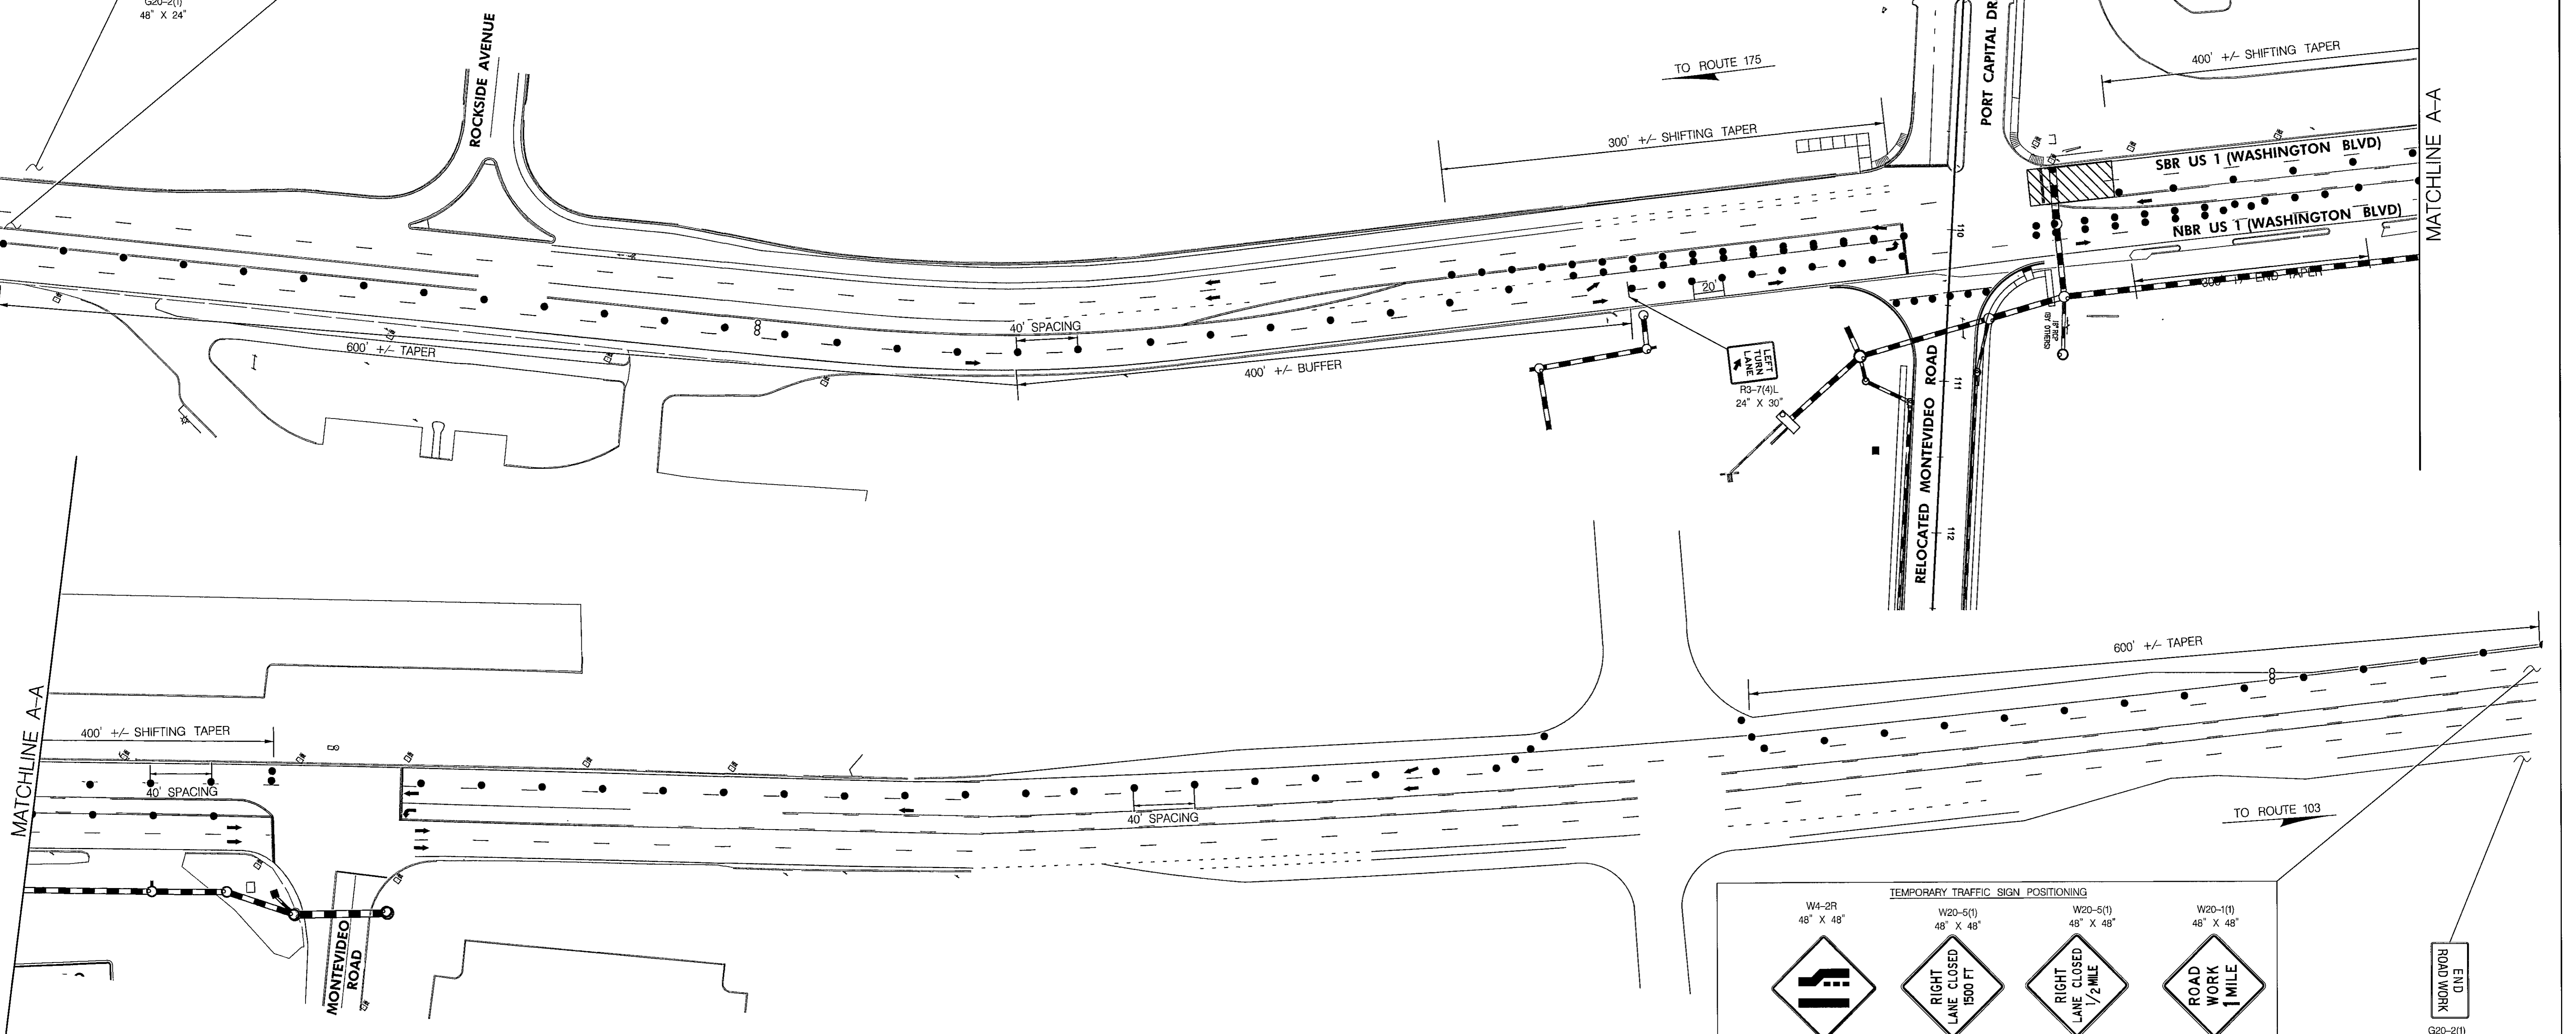 G20-2(1)
48" X 24"
ROCKSIDE AVENUE
TO ROUTE 175
PORT CAPITAL DR
400' +/- SHIFTING TAPER
300' +/- SHIFTING TAPER
MATCHLINE A-A
SBR US 1 (WASHINGTON BLVD)
NBR US 1 (WASHINGTON BLVD)
110
20'
300' +/- END TAPER
40' SPACING
600' +/- TAPER
400' +/- BUFFER
LEFT
TURN
LANE
R3-7(4)L
24" X 30"
18" RCP
(BY OTHERS)
111
RELOCATED MONTEVIDEO ROAD
112
600' +/- TAPER
MATCHLINE A-A
400' +/- SHIFTING TAPER
40' SPACING
40' SPACING
TO ROUTE 103
MONTEVIDEO
ROAD
TEMPORARY TRAFFIC SIGN POSITIONING
W4-2R
48" X 48"
W20-5(1)
48" X 48"
W20-5(1)
48" X 48"
W20-1(1)
48" X 48"
RIGHT
LANE CLOSED
1500 FT
RIGHT
LANE CLOSED
1/2 MILE
ROAD
WORK
1 MILE
END
ROAD WORK
G20-2(1)